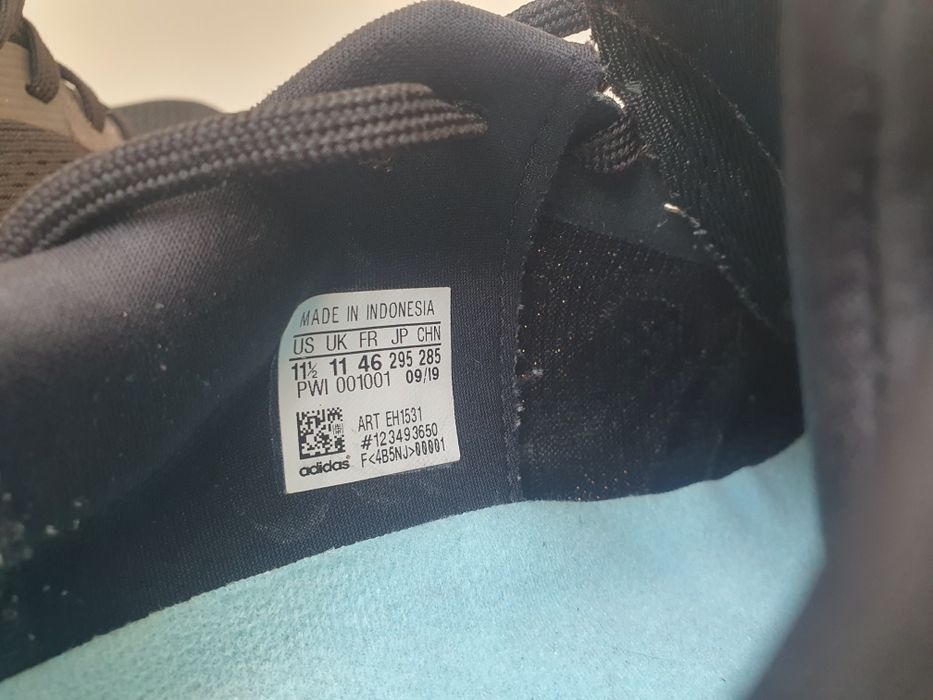 MADE IN INDONESIA
US UK FR JP CHN
11½ 11 46 295 285
PWI 001001 09/19
ART EH1531
#123493650
F<4B5NJ>00001
adidas